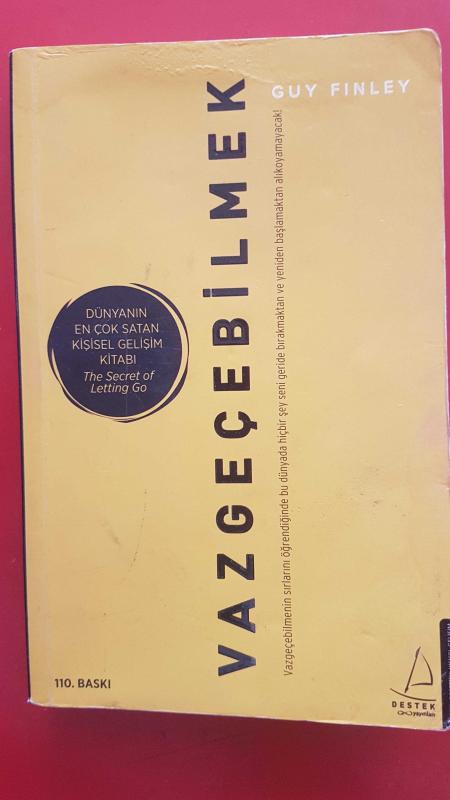 GUY FINLEY
VAZGEÇEBİLMEK
Vazgeçebilmenin sırlarını öğrendiğinde bu dünyada hiçbir şey seni geride bırakmaktan ve yeniden başlamaktan alıkoyamayacak!
DÜNYANIN
EN ÇOK SATAN
KİŞİSEL GELİŞİM
KİTABI
The Secret of
Letting Go
110. BASKI
DESTEK
yayınları